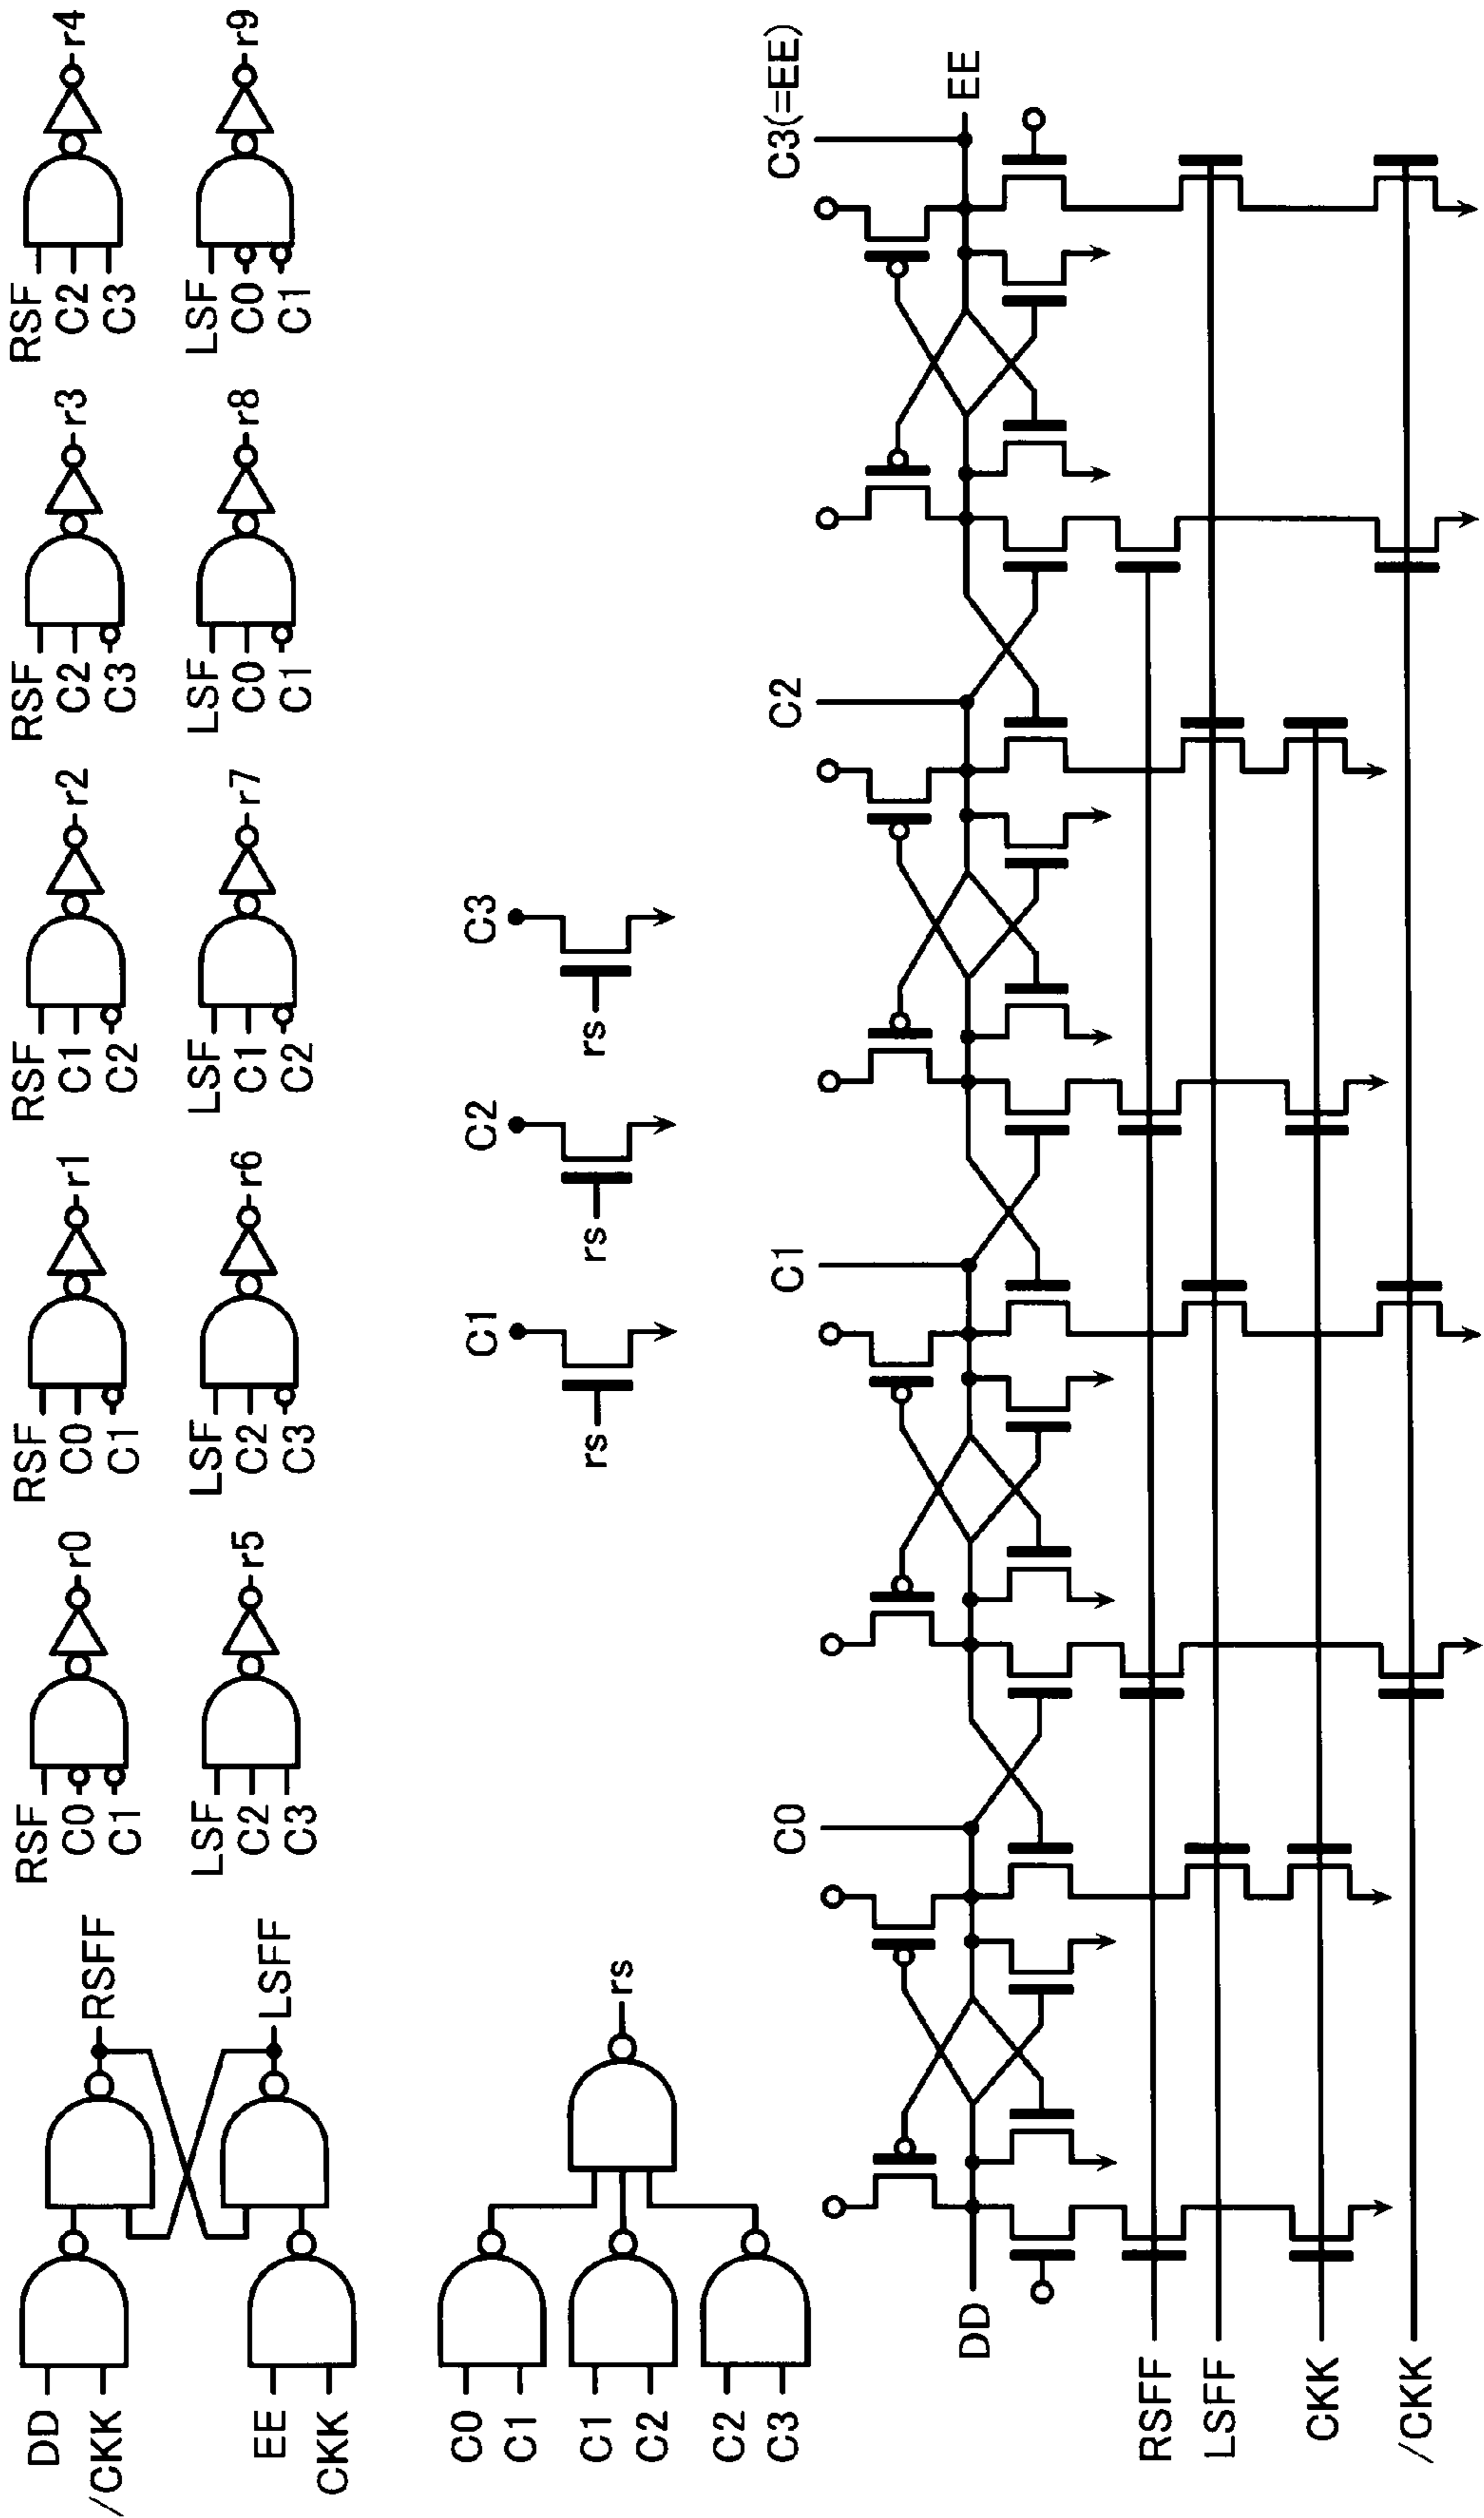 DD
/CKK
RSFF
EE
CKK
LSFF
RSF
C0
C1
r0
RSF
C0
C1
r1
RSF
C1
C2
r2
RSF
C2
C3
r3
RSF
C2
C3
r4
LSF
C2
C3
r5
LSF
C2
C3
r6
LSF
C1
C2
r7
LSF
C0
C1
r8
LSF
C0
C1
r9
C0
C1
C1
C2
C2
C3
rs
C1
rs
C2
rs
C3
rs
C0
C1
C2
C3(=EE)
DD
EE
RSFF
LSFF
CKK
/CKK